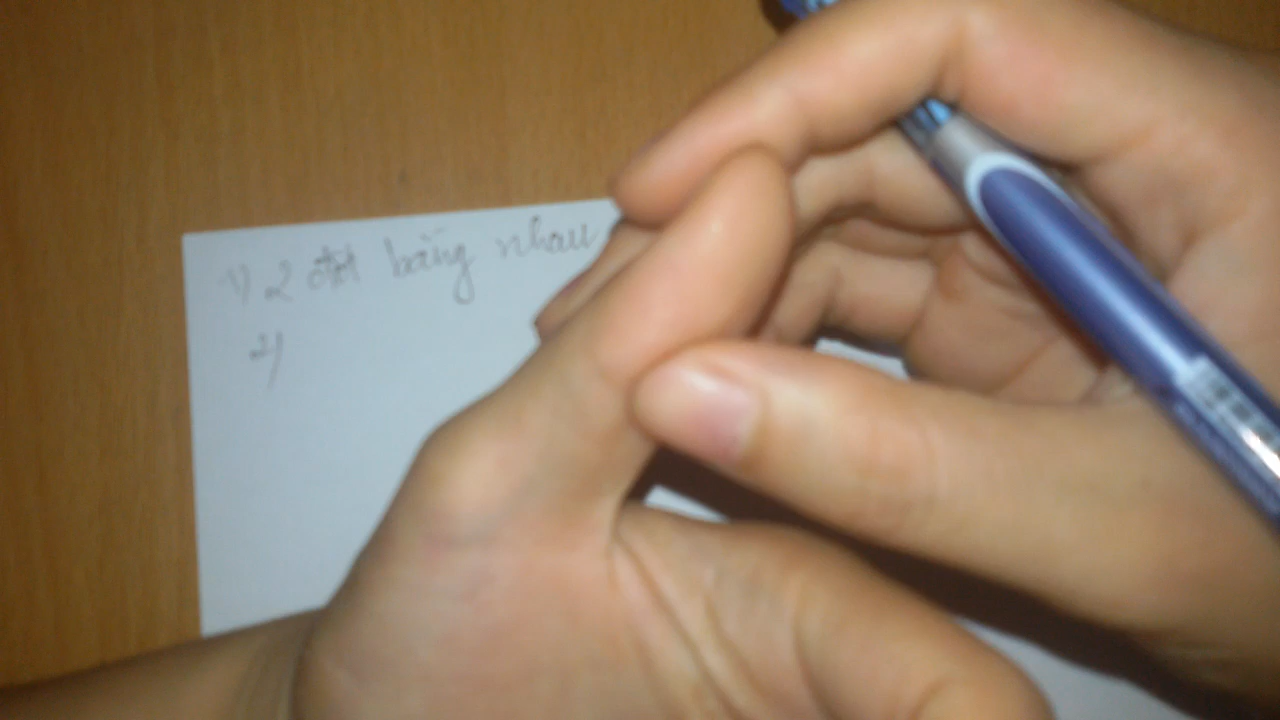 1) 2 đốt bằng nhau
2)